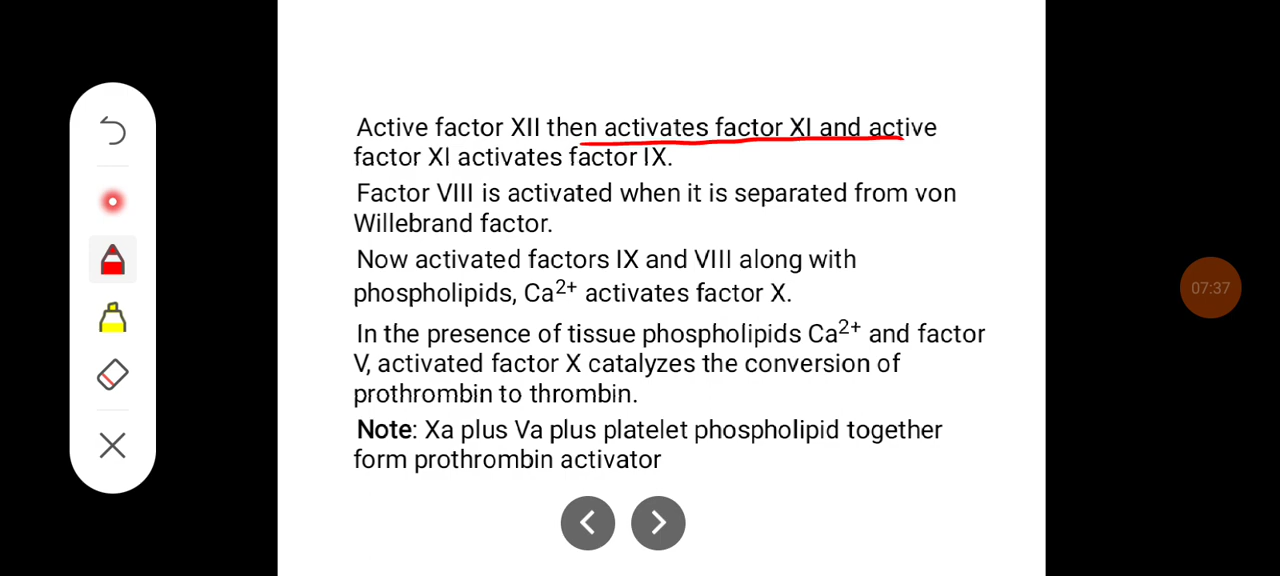 Active factor XII then activates factor XI and active
factor XI activates factor IX.
Factor VIII is activated when it is separated from von
Willebrand factor.
Now activated factors IX and VIII along with
phospholipids, Ca2+ activates factor X.
In the presence of tissue phospholipids Ca2+ and factor
V, activated factor X catalyzes the conversion of
prothrombin to thrombin.
Note: Xa plus Va plus platelet phospholipid together
form prothrombin activator
07:37